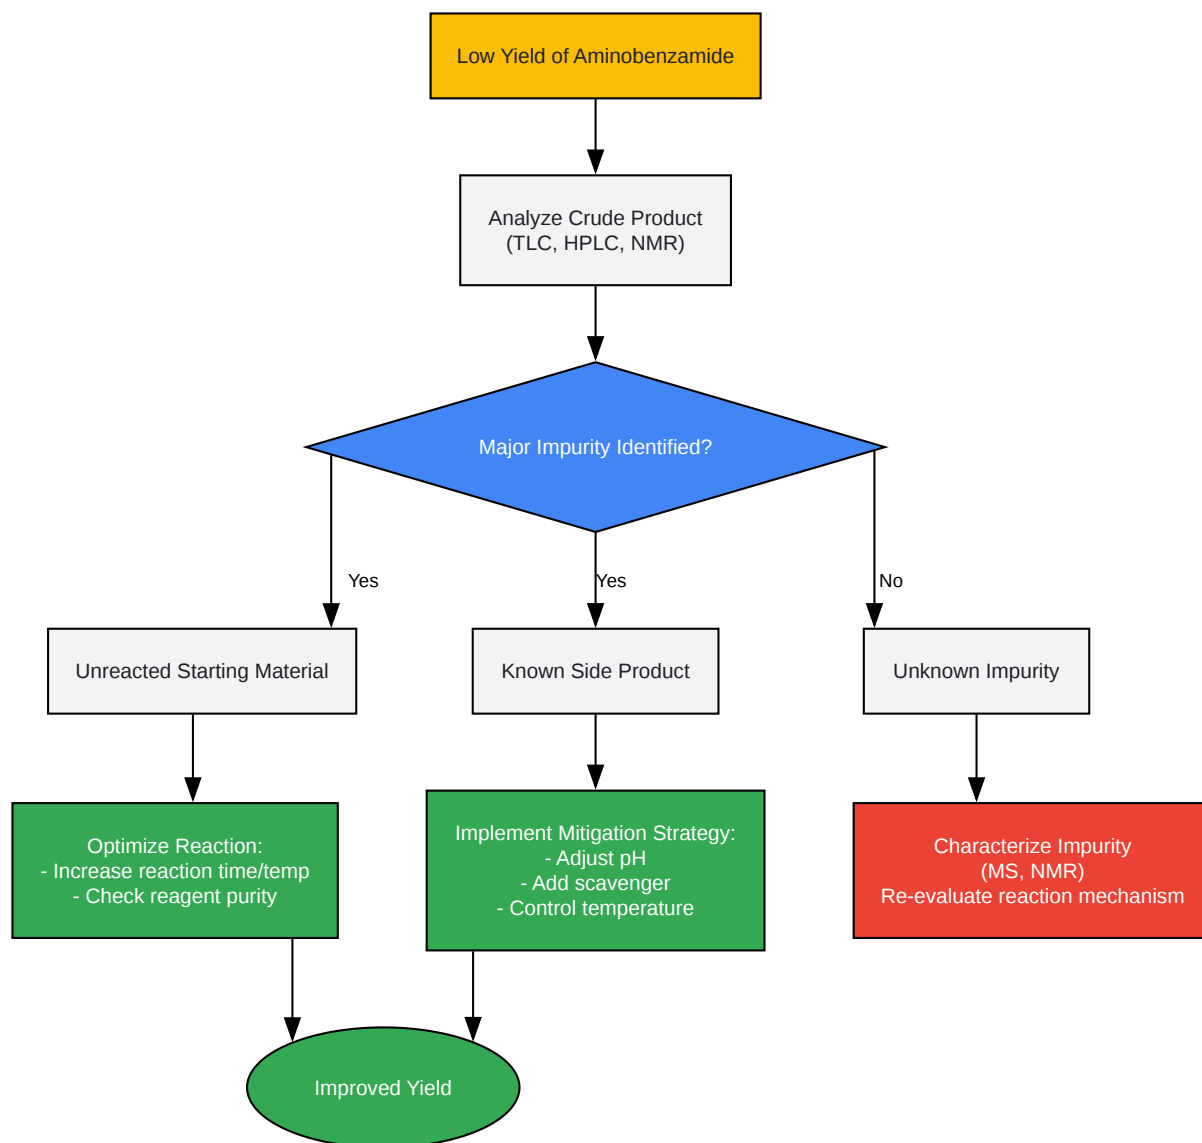 Low Yield of Aminobenzamide
Analyze Crude Product
(TLC, HPLC, NMR)
Major Impurity Identified?
Yes
Yes
No
Unreacted Starting Material
Known Side Product
Unknown Impurity
Optimize Reaction:
- Increase reaction time/temp
- Check reagent purity
Implement Mitigation Strategy:
- Adjust pH
- Add scavenger
- Control temperature
Characterize Impurity
(MS, NMR)
Re-evaluate reaction mechanism
Improved Yield